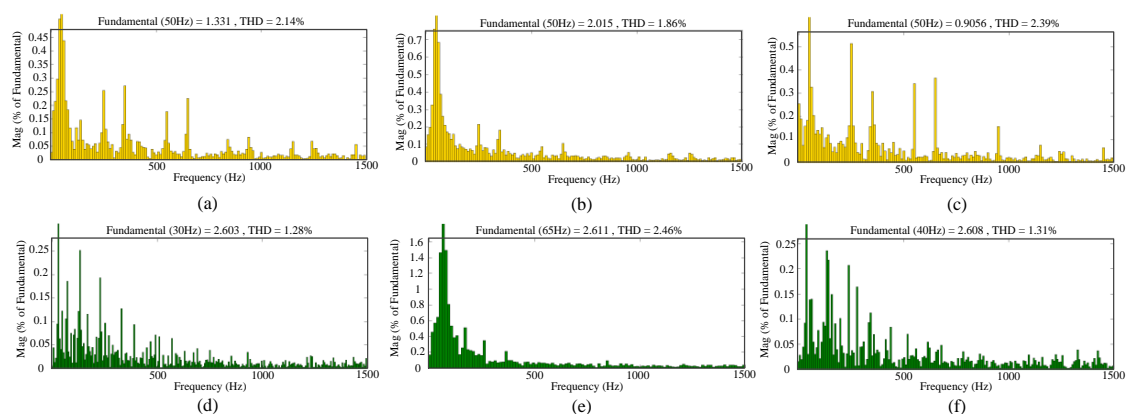 Fundamental (50Hz) = 1.331 , THD= 2.14%
Mag (% of Fundamental)
0.45
0.4
0.35
0.3
0.25
0.2
0.15
0.1
0.05
0
500
1000
1500
Frequency (Hz)
(a)
Fundamental (50Hz) = 2.015 , THD= 1.86%
Mag (% of Fundamental)
0.7
0.6
0.5
0.4
0.3
0.2
0.1
0
500
1000
1500
Frequency (Hz)
(b)
Fundamental (50Hz) = 0.9056 , THD= 2.39%
Mag (% of Fundamental)
0.5
0.4
0.3
0.2
0.1
0
500
1000
1500
Frequency (Hz)
(c)
Fundamental (30Hz) = 2.603 , THD= 1.28%
Mag (% of Fundamental)
0.25
0.2
0.15
0.1
0.05
0
500
1000
1500
Frequency (Hz)
(d)
Fundamental (65Hz) = 2.611 , THD= 2.46%
Mag (% of Fundamental)
1.6
1.4
1.2
1
0.8
0.6
0.4
0.2
0
500
1000
1500
Frequency (Hz)
(e)
Fundamental (40Hz) = 2.608 , THD= 1.31%
Mag (% of Fundamental)
0.25
0.2
0.15
0.1
0.05
0
500
1000
1500
Frequency (Hz)
(f)